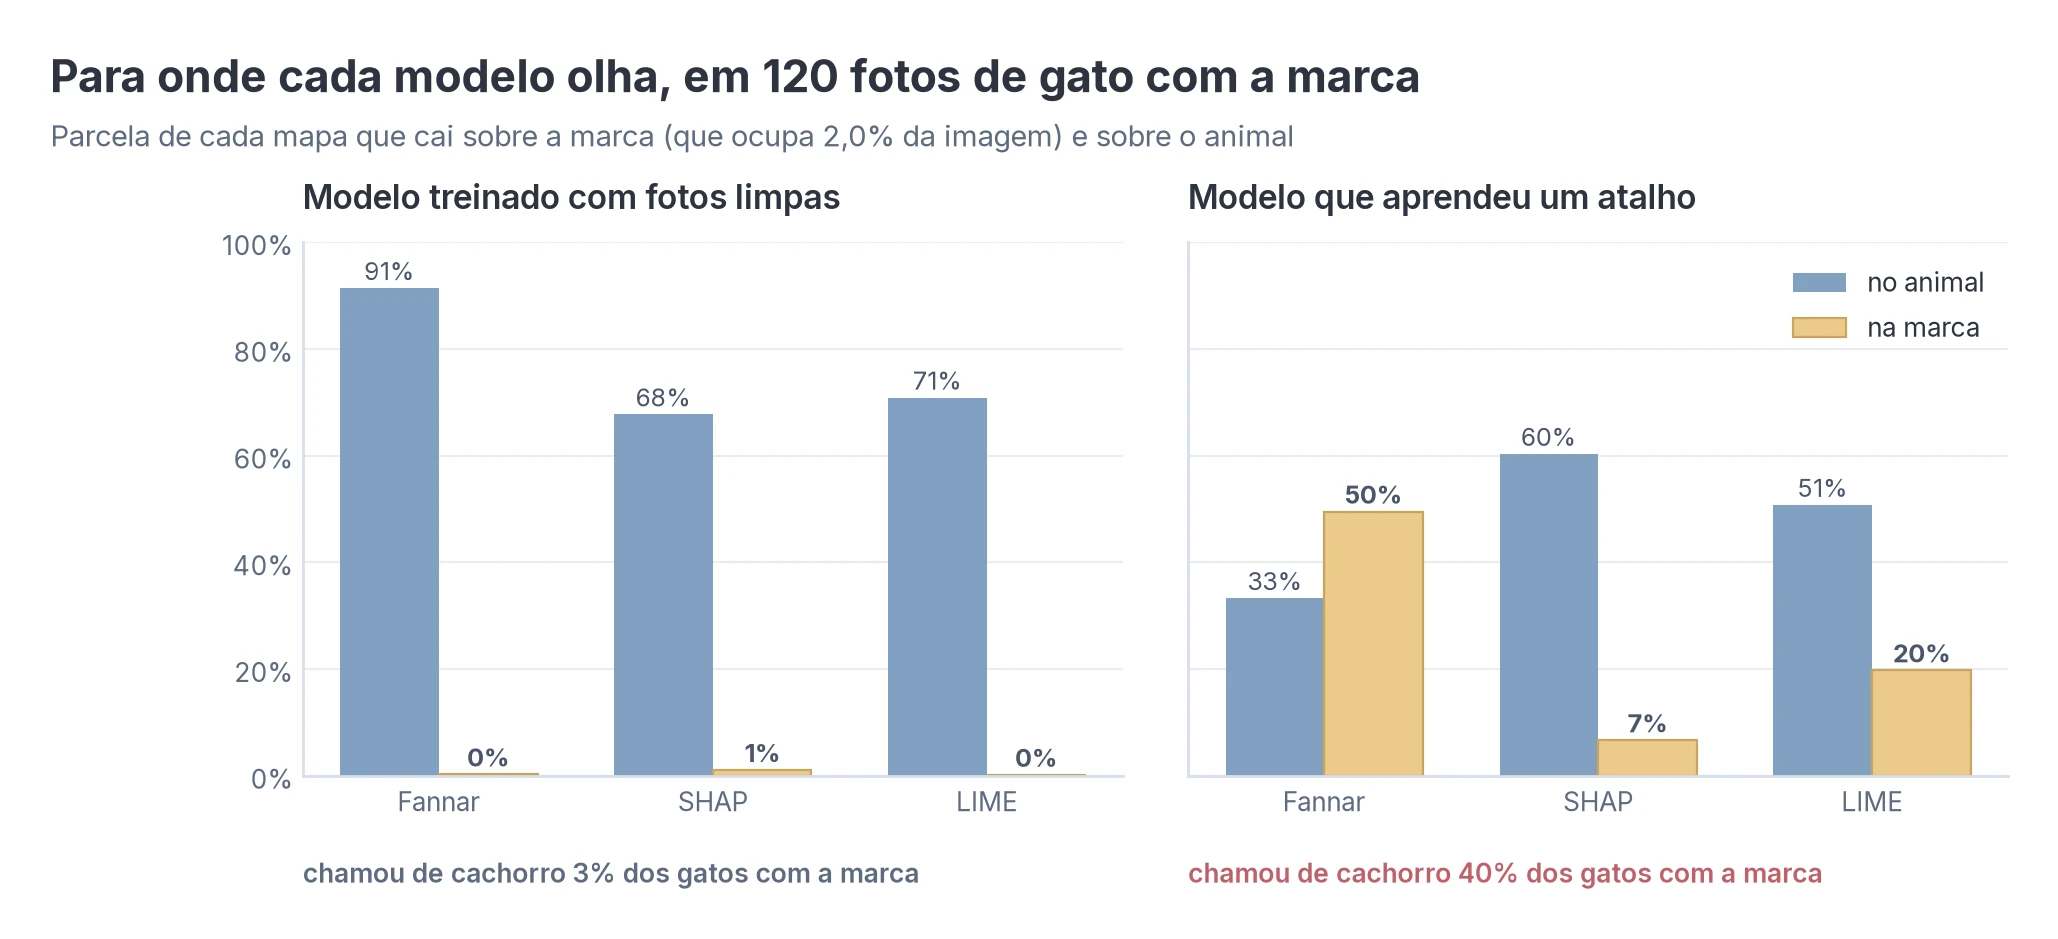 Para onde cada modelo olha, em 120 fotos de gato com a marca
Parcela de cada mapa que cai sobre a marca (que ocupa 2,0% da imagem) e sobre o animal
Modelo treinado com fotos limpas
100%
80%
60%
40%
20%
0%
91%
0%
68%
1%
71%
0%
Fannar
SHAP
LIME
chamou de cachorro 3% dos gatos com a marca
Modelo que aprendeu um atalho
no animal
na marca
33%
50%
60%
7%
51%
20%
Fannar
SHAP
LIME
chamou de cachorro 40% dos gatos com a marca